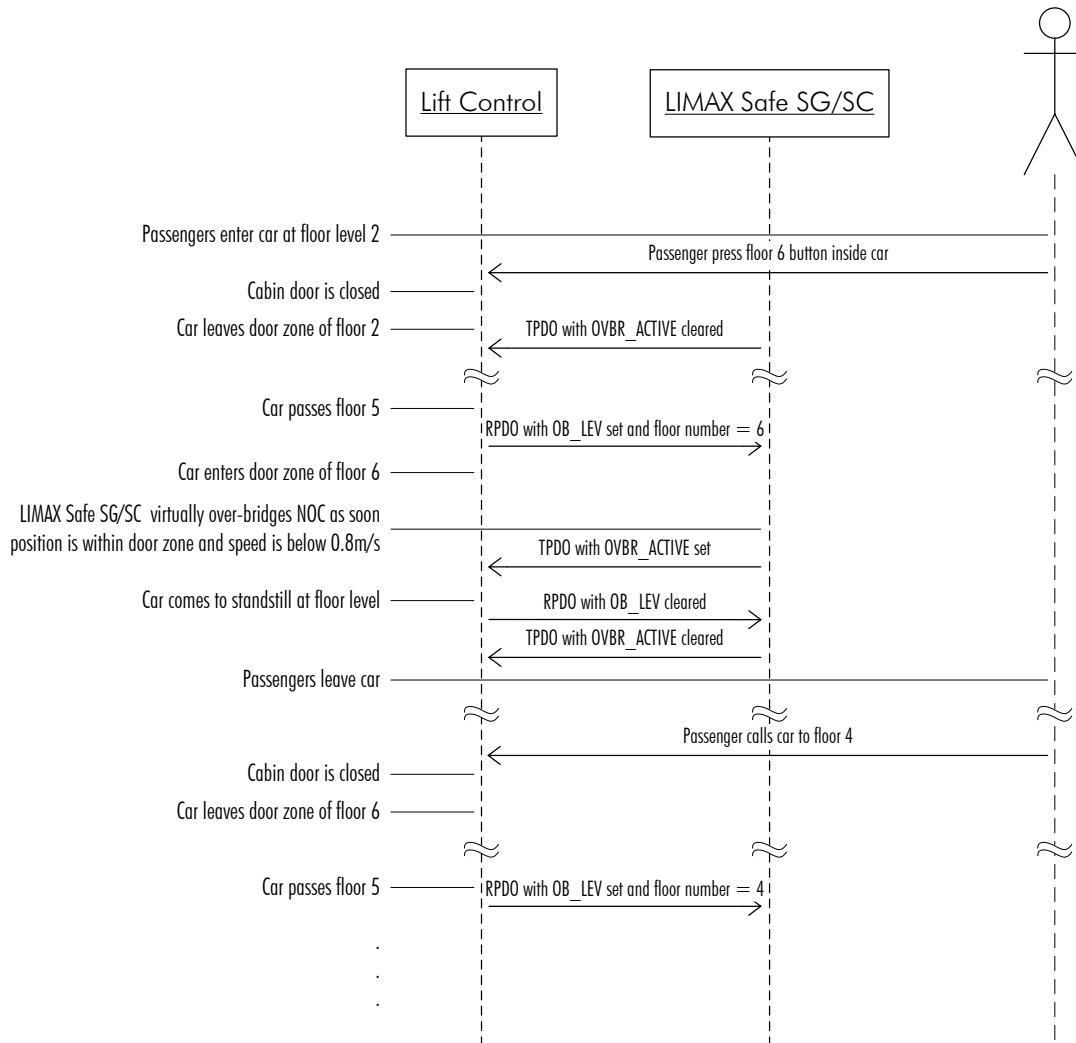 Lift Control
LIMAX Safe SG/SC
Passengers enter car at floor level 2
Passenger press floor 6 button inside car
Cabin door is closed
Car leaves door zone of floor 2
TPDO with OVBR_ACTIVE cleared
Car passes floor 5
RPDO with OB_LEV set and floor number = 6
Car enters door zone of floor 6
LIMAX Safe SG/SC virtually over-bridges NOC as soon
position is within door zone and speed is below 0.8m/s
TPDO with OVBR_ACTIVE set
Car comes to standstill at floor level
RPDO with OB_LEV cleared
TPDO with OVBR_ACTIVE cleared
Passengers leave car
Passenger calls car to floor 4
Cabin door is closed
Car leaves door zone of floor 6
Car passes floor 5
RPDO with OB_LEV set and floor number = 4
.
.
.